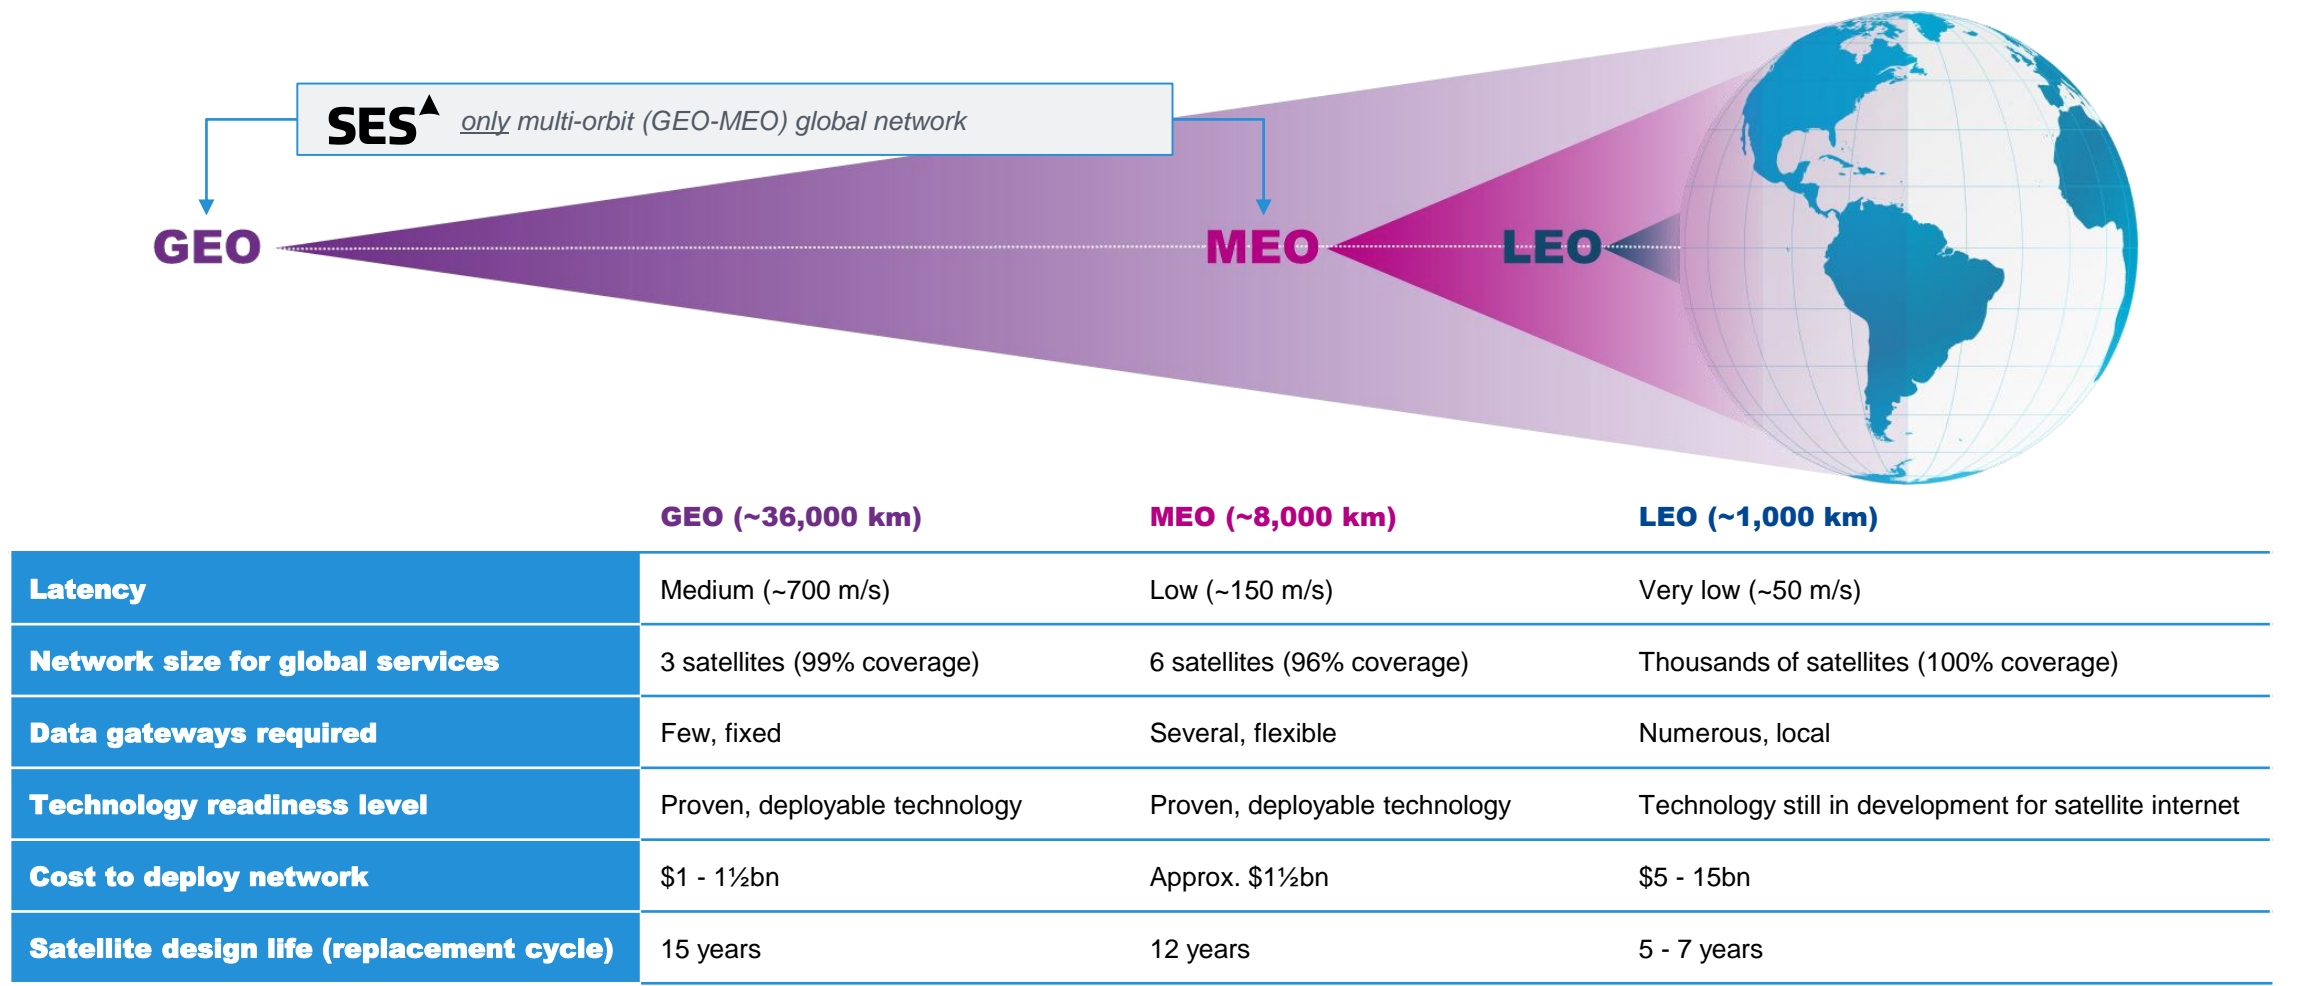 SES only multi-orbit (GEO-MEO) global network
GEO MEO LEO
GEO (~36,000 km) MEO (~8,000 km) LEO (~1,000 km)
Latency Medium (~700 m/s) Low (~150 m/s) Very low (~50 m/s)
Network size for global services 3 satellites (99% coverage) 6 satellites (96% coverage) Thousands of satellites (100% coverage)
Data gateways required Few, fixed Several, flexible Numerous, local
Technology readiness level Proven, deployable technology Proven, deployable technology Technology still in development for satellite internet
Cost to deploy network $1 - 1½bn Approx. $1½bn $5 - 15bn
Satellite design life (replacement cycle) 15 years 12 years 5 - 7 years